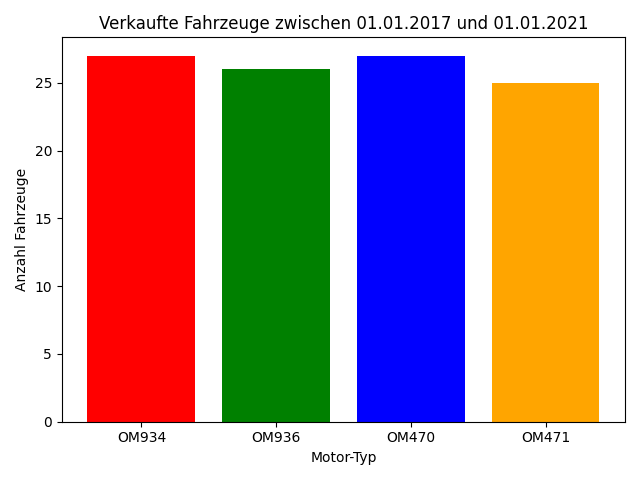 Verkaufte Fahrzeuge zwischen 01.01.2017 und 01.01.2021
Anzahl Fahrzeuge
25
20
15
10
5
0
OM934 OM936 OM470 OM471
Motor-Typ